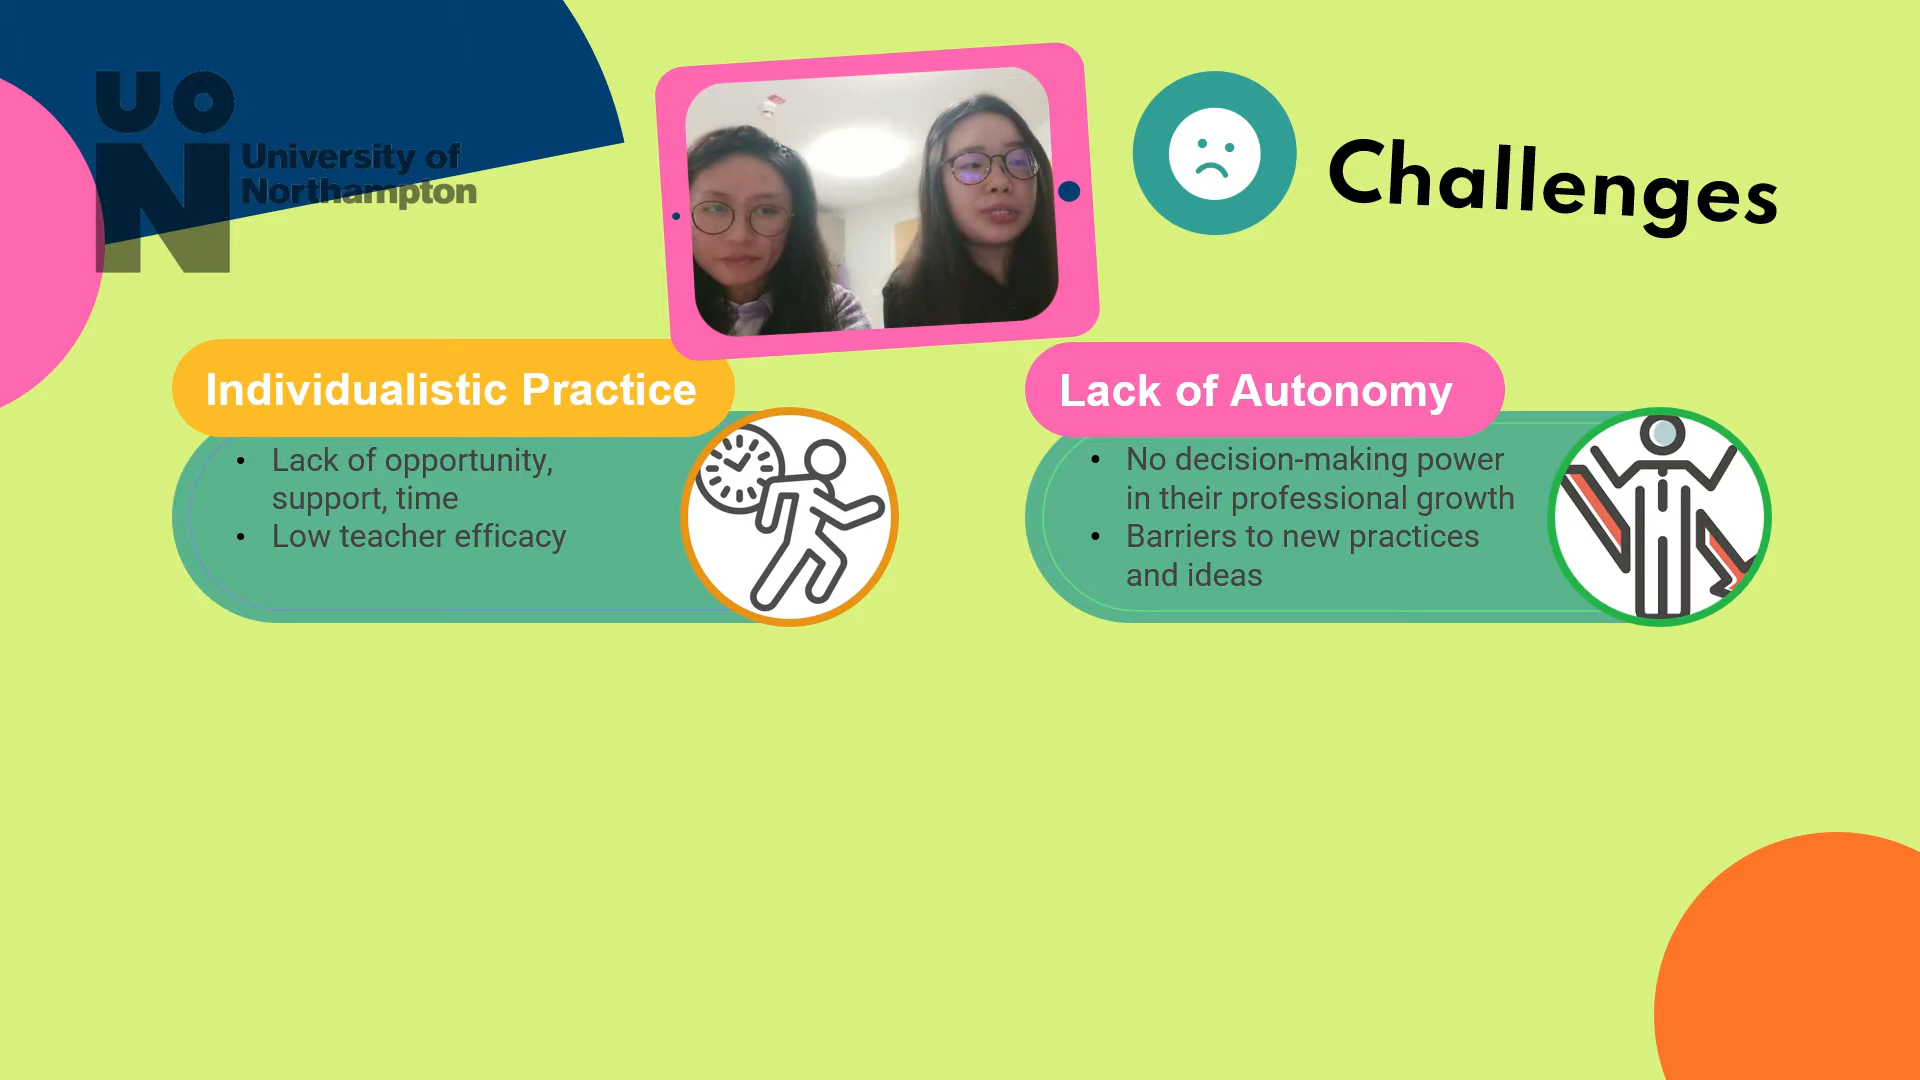 UON
University of
Northampton
Challenges
Individualistic Practice
• Lack of opportunity,
support, time
• Low teacher efficacy
Lack of Autonomy
• No decision-making power
in their professional growth
• Barriers to new practices
and ideas